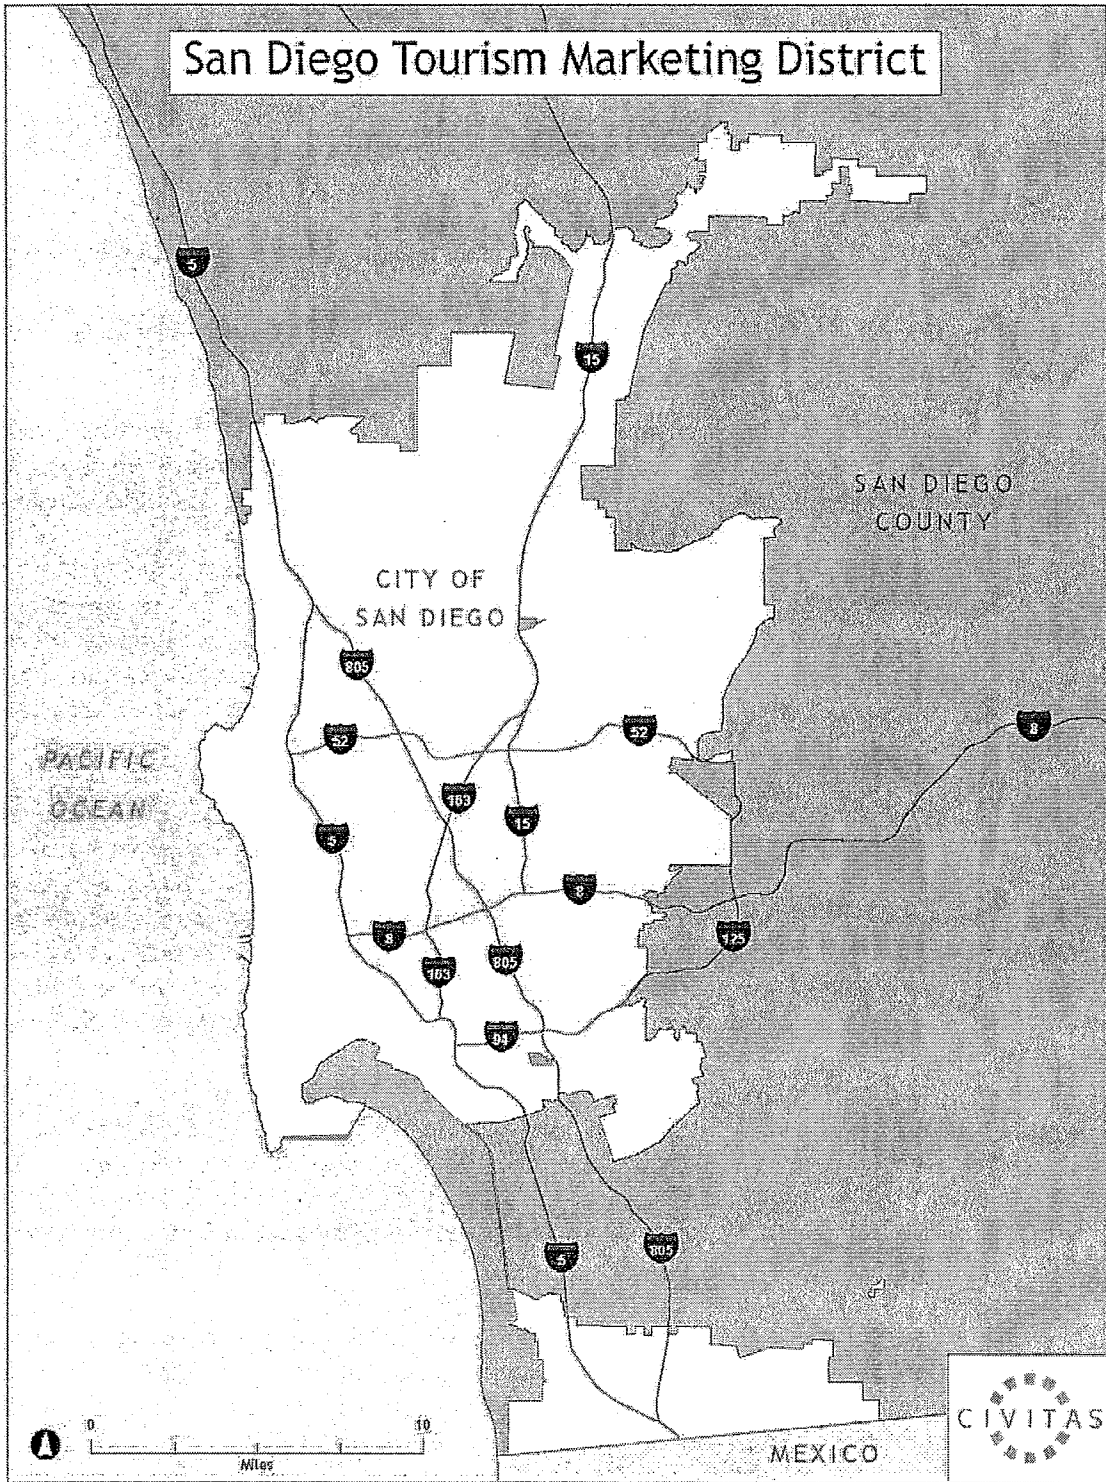 San Diego Tourism Marketing District
5
15
SAN DIEGO
COUNTY
CITY OF
SAN DIEGO
805
52
52
8
PACIFIC
OCEAN
163
15
5
8
8
125
163
805
94
5
805
0
10
Miles
MEXICO
CIVITAS